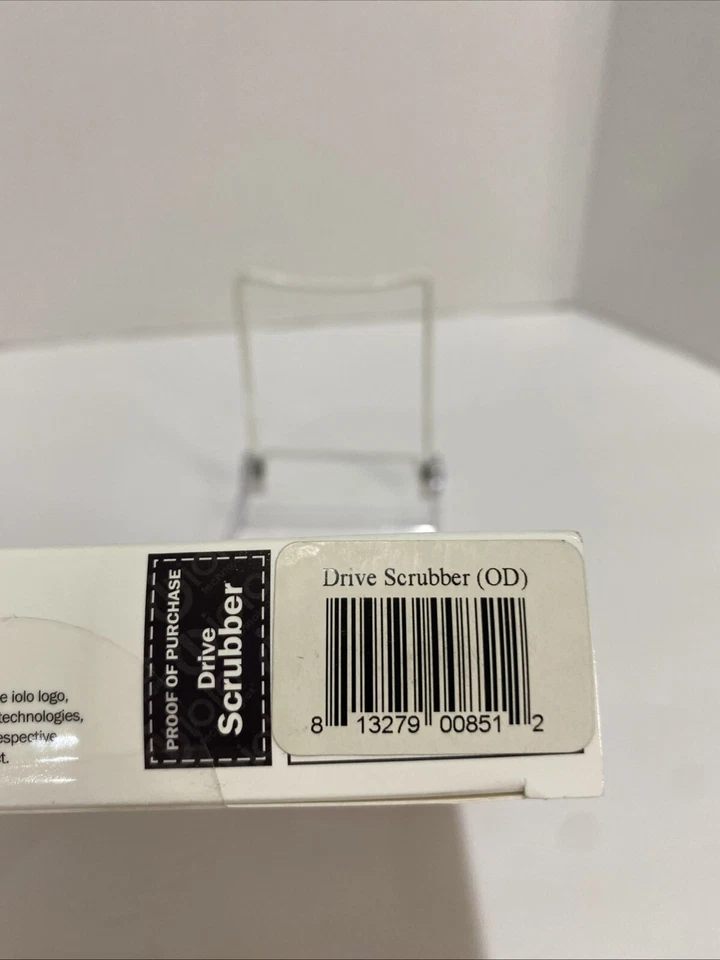 e iolo logo,
technologies,
espective
t.
PROOF OF PURCHASE
Drive
Scrubber
Drive Scrubber (OD)
8 13279 00851 2